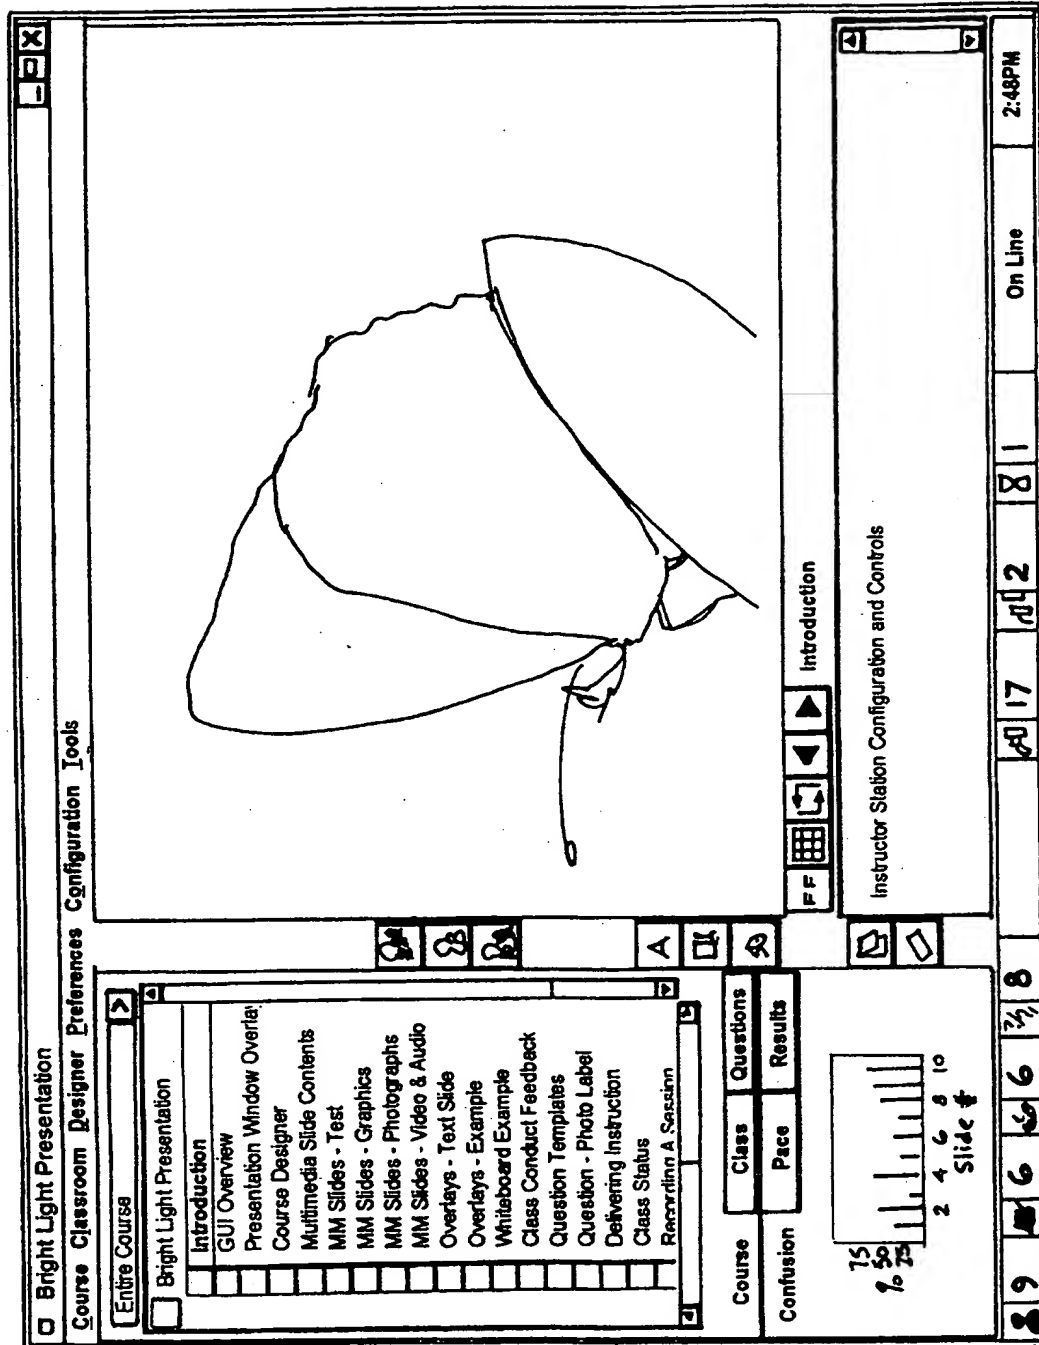 Bright Light Presentation
Course Classroom Designer Preferences Configuration Tools
Entire Course
Bright Light Presentation
Introduction
GUI Overview
Presentation Window Overla
Course Designer
Multimedia Slide Contents
MM Slides - Test
MM Slides - Graphics
MM Slides - Photographs
MM Slides - Video & Audio
Overlays - Text Slide
Overlays - Example
Whiteboard Example
Class Conduct Feedback
Question Templates
Question - Photo Label
Delivering Instruction
Class Status
Recording A Session
A
FF
Introduction
Course Class Questions
Confusion Pace Results
75
50
% 25
2 4 6 8 10
Slide #
Instructor Station Configuration and Controls
9 6 6 8 17 2 1 On Line 2:48PM